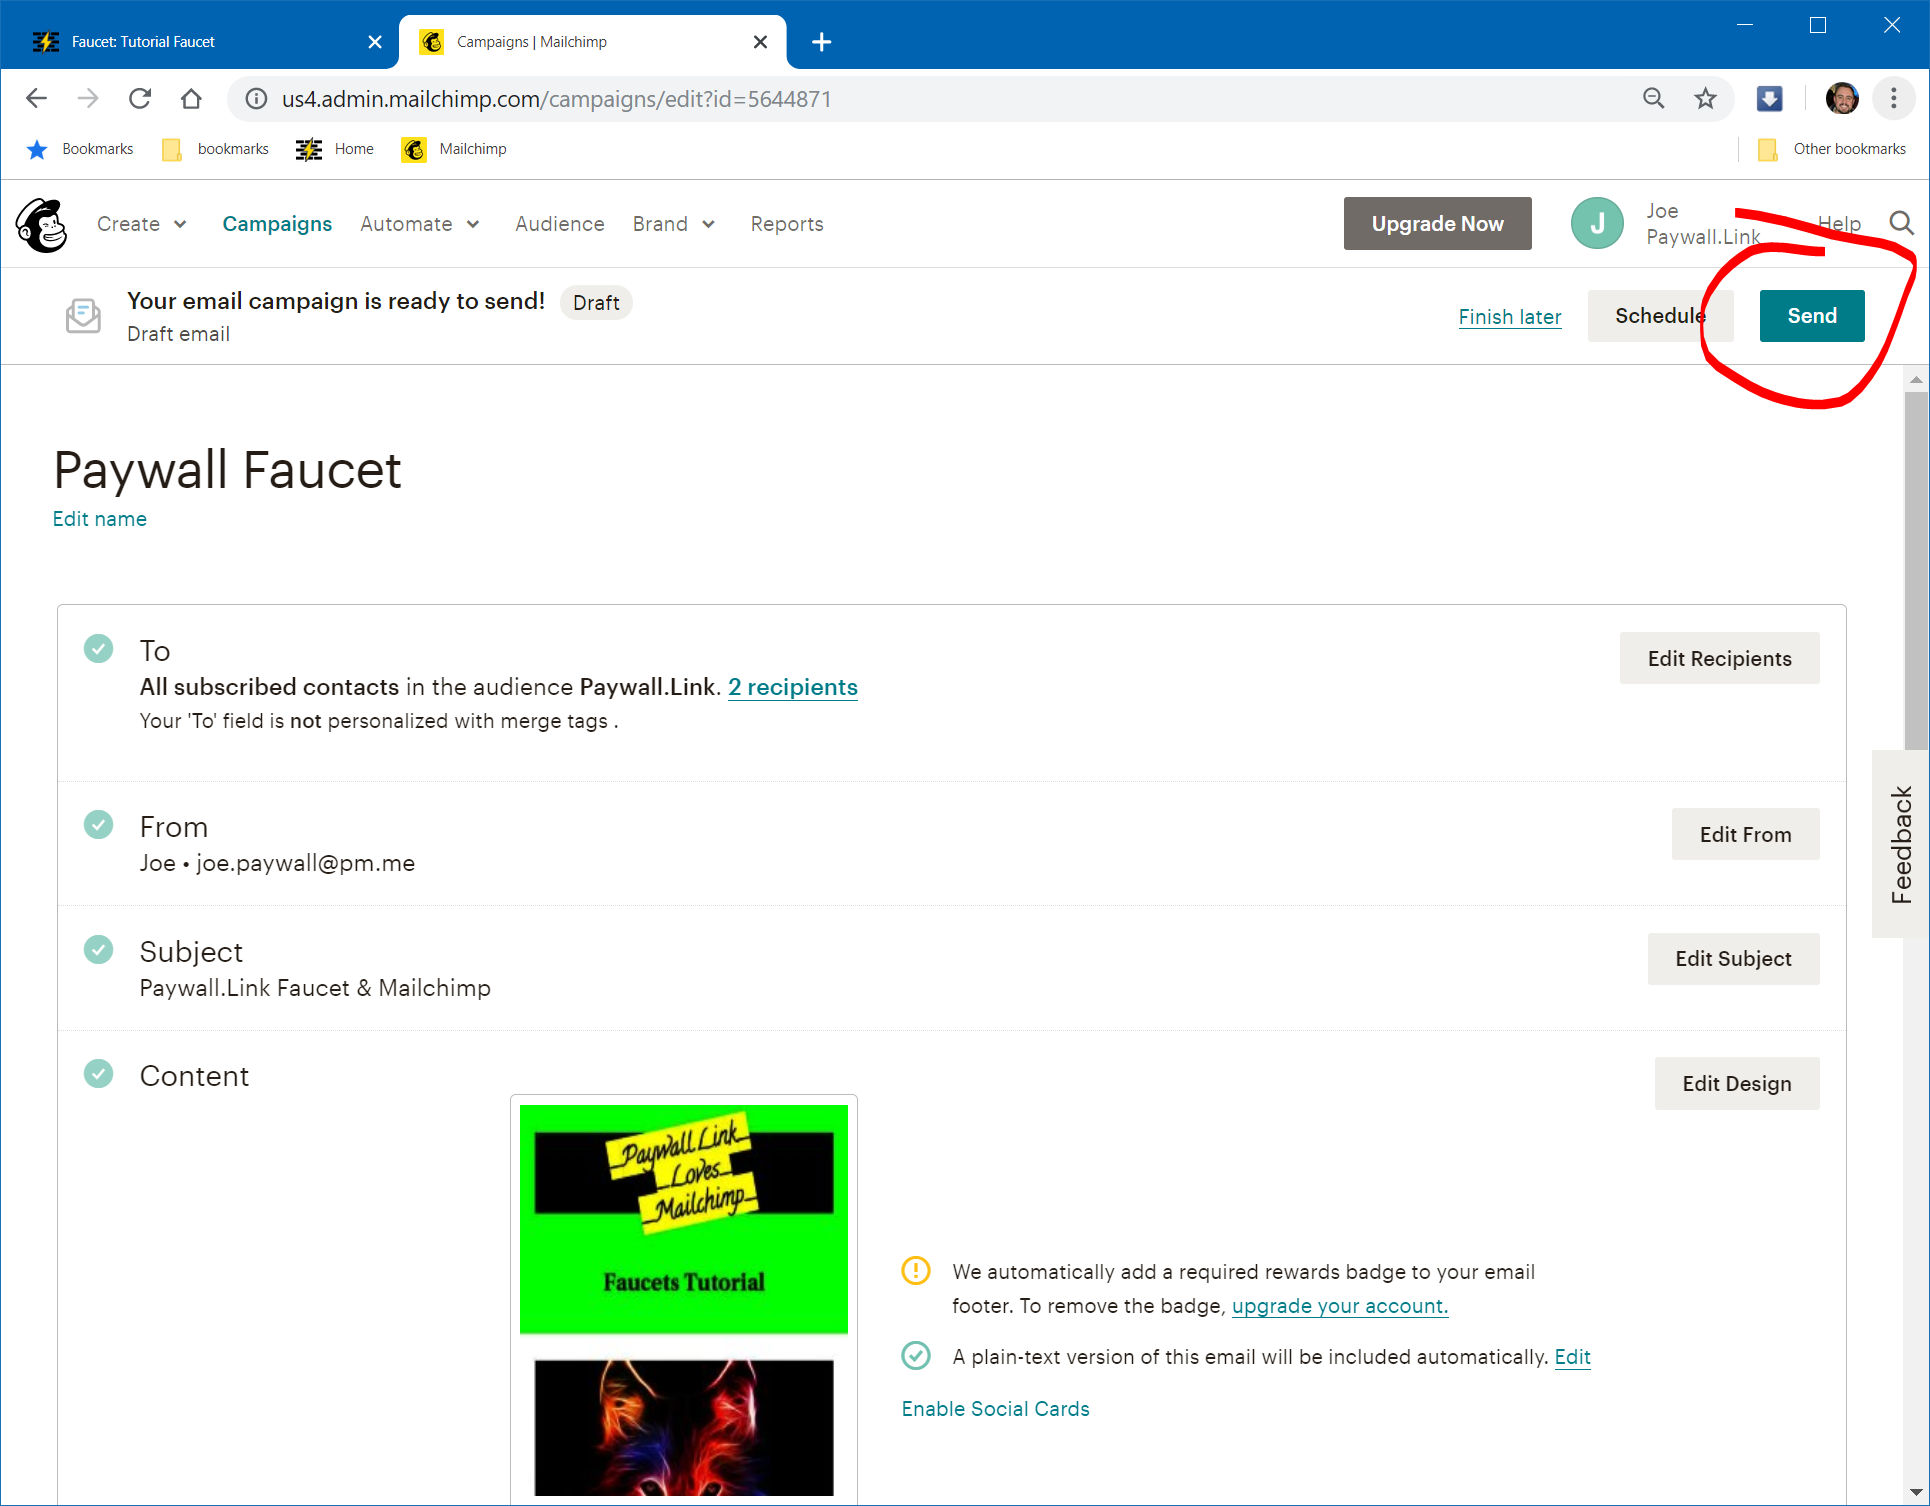 Faucet: Tutorial Faucet
Campaigns | Mailchimp
us4.admin.mailchimp.com/campaigns/edit?id=5644871
Bookmarks bookmarks Home Mailchimp Other bookmarks
Create Campaigns Automate Audience Brand Reports Upgrade Now J Joe Help
Paywall.Link
Your email campaign is ready to send! Draft
Draft email
Finish later Schedule Send
Paywall Faucet
Edit name
To
Edit Recipients
All subscribed contacts in the audience Paywall.Link. 2 recipients
Your 'To' field is not personalized with merge tags .
From
Edit From
Joe • joe.paywall@pm.me
Feedback
Subject
Edit Subject
Paywall.Link Faucet & Mailchimp
Content
Edit Design
Paywall Link
Loves
Mailchimp
Faucets Tutorial
We automatically add a required rewards badge to your email
footer. To remove the badge, upgrade your account.
A plain-text version of this email will be included automatically. Edit
Enable Social Cards